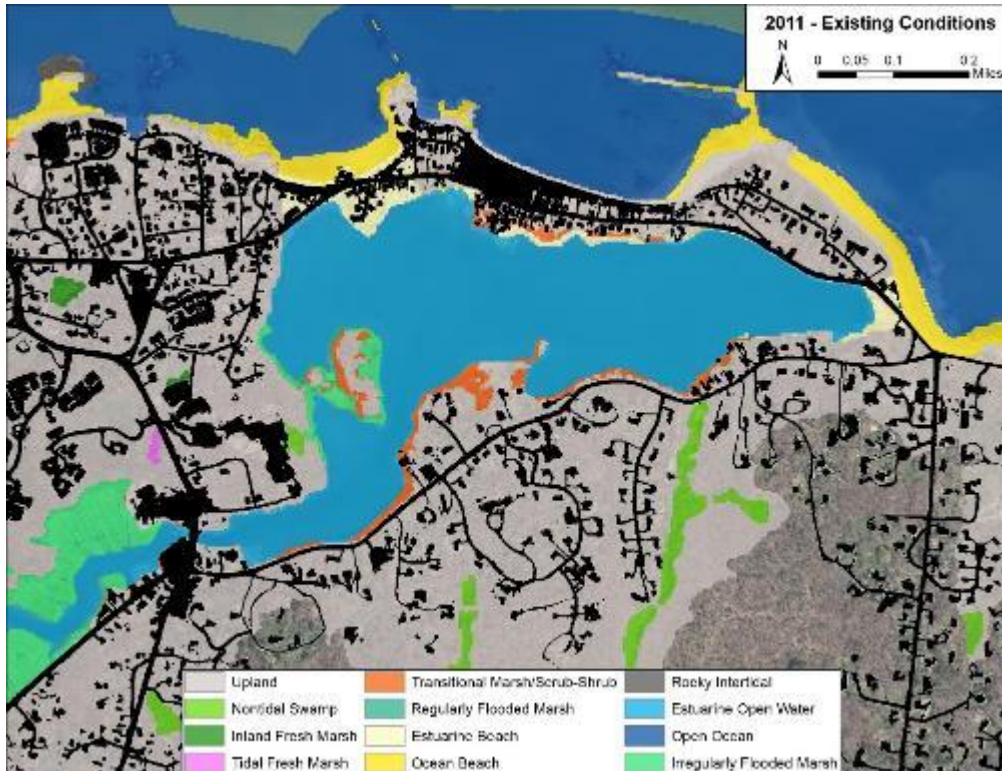 2011 - Existing Conditions
N
0 0.05 0.1 0.2
Miles
Upland
Nontidal Swamp
Inland Fresh Marsh
Tidal Fresh Marsh
Transitional Marsh/Scrub-Shrub
Regularly Flooded Marsh
Estuarine Beach
Ocean Beach
Rocky Intertidal
Estuarine Open Water
Open Ocean
Irregularly Flooded Marsh